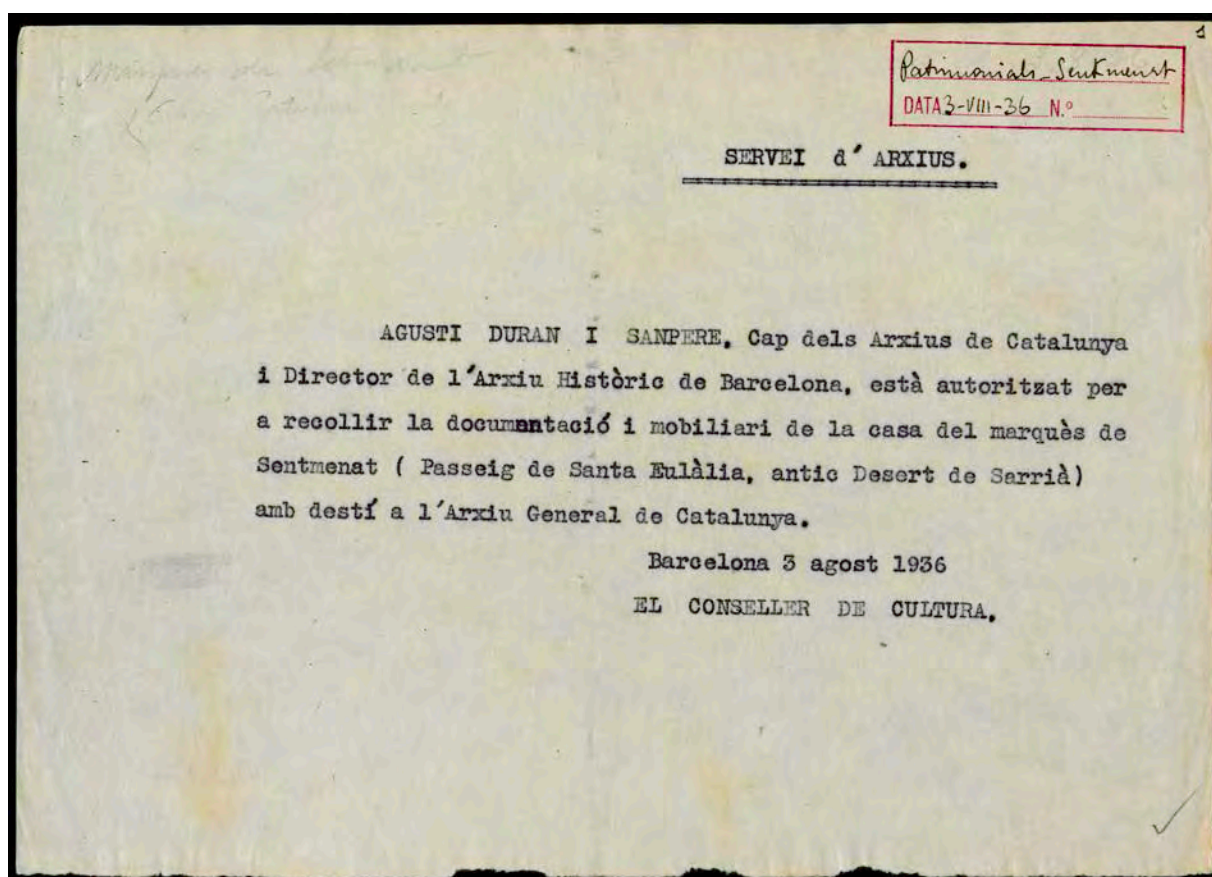 1
Patrimonials - Sentmenat
DATA 3-VIII-36 N.º
SERVEI d'ARXIUS.
AGUSTI DURAN I SANPERE, Cap dels Arxius de Catalunya
i Director de l'Arxiu Històric de Barcelona, està autoritzat per
a recollir la documentació i mobiliari de la casa del marquès de
Sentmenat ( Passeig de Santa Eulàlia, antic Desert de Sarrià)
amb destí a l'Arxiu General de Catalunya.
Barcelona 3 agost 1936
EL CONSELLER DE CULTURA.